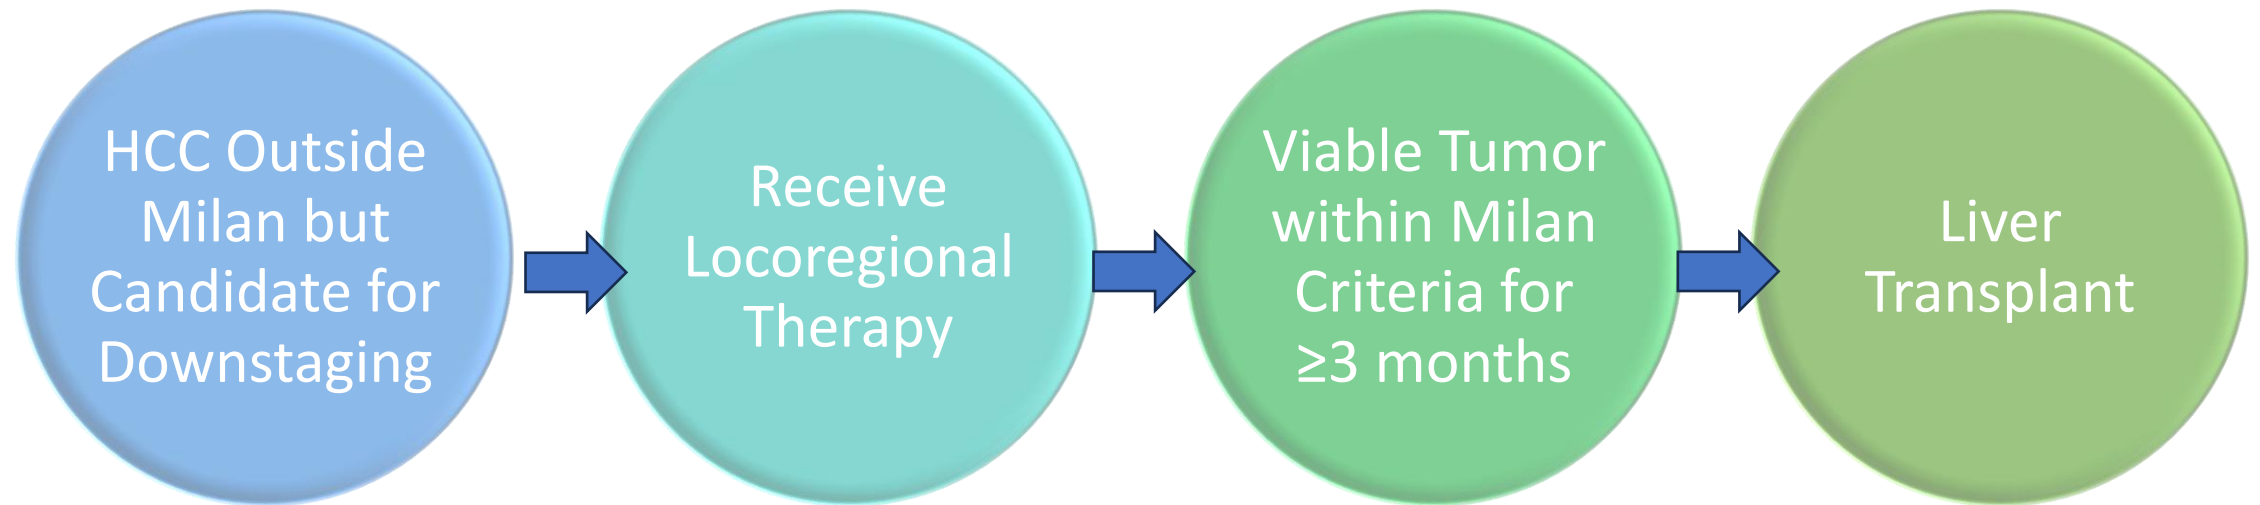 HCC Outside
Milan but
Candidate for
Downstaging
Receive
Locoregional
Therapy
Viable Tumor
within Milan
Criteria for
≥3 months
Liver
Transplant